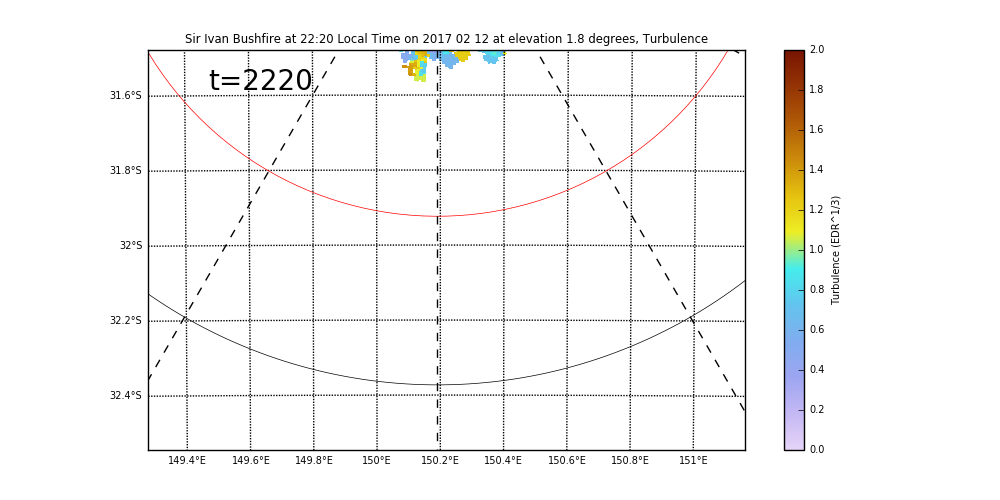 Sir Ivan Bushfire at 22:20 Local Time on 2017 02 12 at elevation 1.8 degrees, Turbulence
t=2220
31.6°S
31.8°S
32°S
32.2°S
32.4°S
149.4°E 149.6°E 149.8°E 150°E 150.2°E 150.4°E 150.6°E 150.8°E 151°E
2.0
1.8
1.6
1.4
1.2
1.0
0.8
0.6
0.4
0.2
0.0
Turbulence (EDR^1/3)